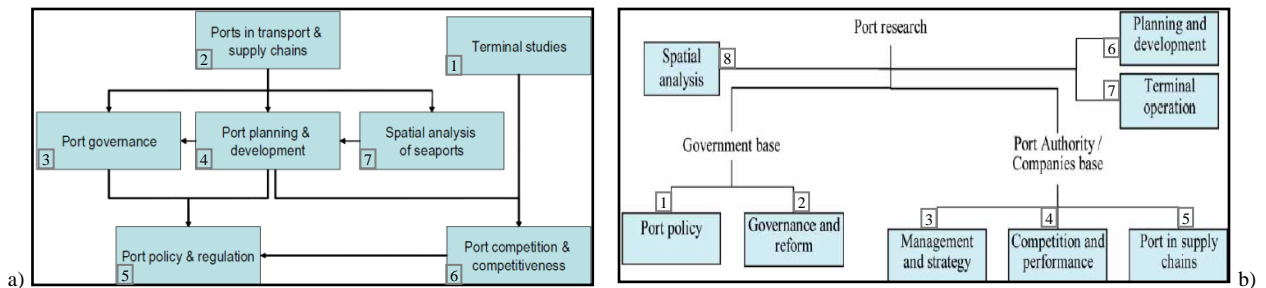 Ports in transport &
supply chains
2
Terminal studies
1
Port governance
3
Port planning &
development
4
Spatial analysis
of seaports
7
Port policy & regulation
5
Port competition &
competitiveness
6
a)
Port research
Spatial
analysis
8
6
Planning and
development
7
Terminal
operation
Government base
Port Authority /
Companies base
1
Port policy
2
Governance and
reform
3
Management
and strategy
4
Competition and
performance
5
Port in supply
chains
b)